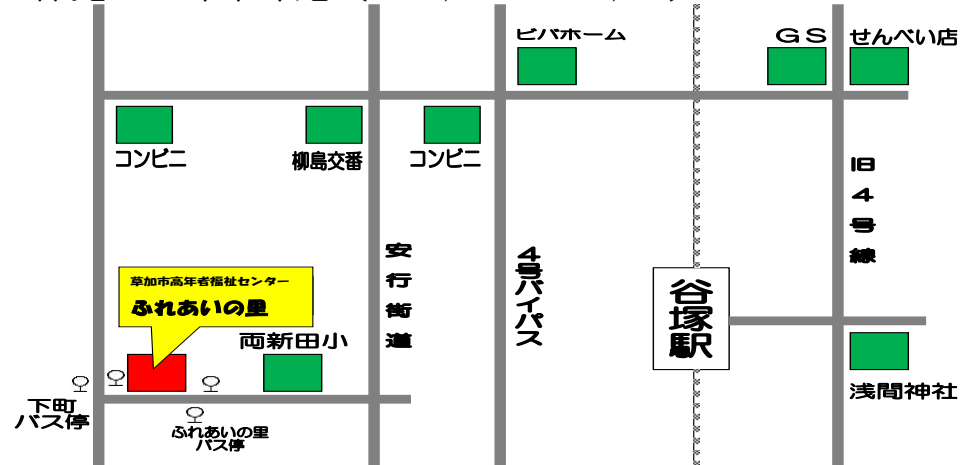 ビバホーム
GS
せんべい店
コンビニ
柳島交番
コンビニ
旧4号線
安行街道
4号バイパス
草加市高年者福祉センター
ふれあいの里
谷塚駅
両新田小
浅間神社
下町
バス停
ふれあいの里
バス停